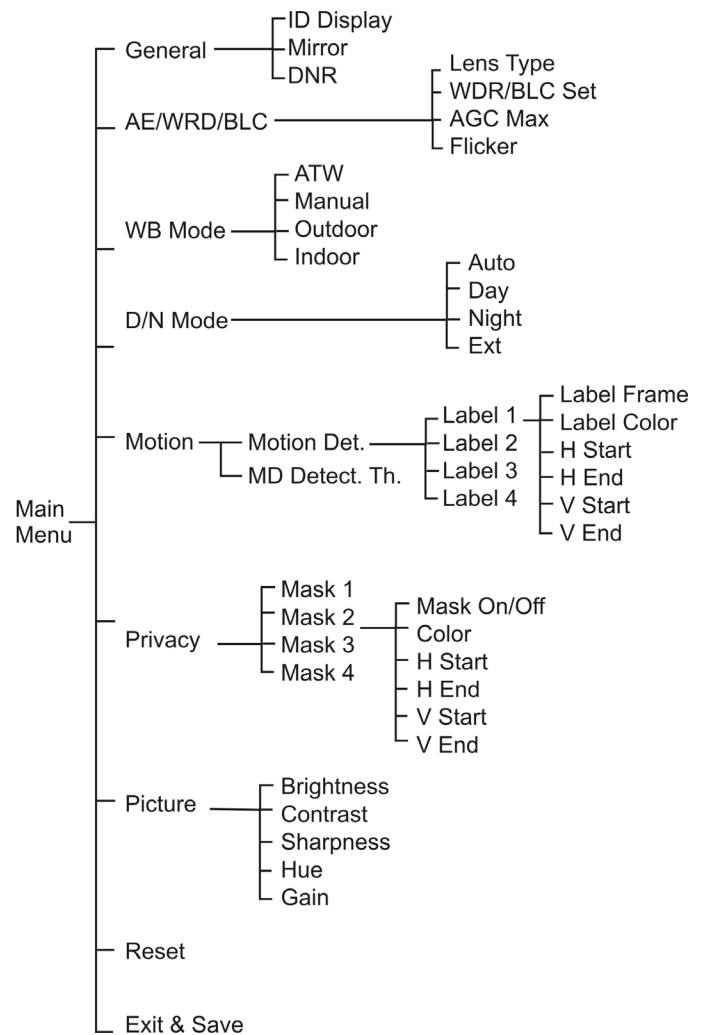 General
ID Display
Mirror
DNR
AE/WRD/BLC
Lens Type
WDR/BLC Set
AGC Max
Flicker
WB Mode
ATW
Manual
Outdoor
Indoor
D/N Mode
Auto
Day
Night
Ext
Motion
Motion Det.
MD Detect. Th.
Label 1
Label 2
Label 3
Label 4
Label Frame
Label Color
H Start
H End
V Start
V End
Main
Menu
Privacy
Mask 1
Mask 2
Mask 3
Mask 4
Mask On/Off
Color
H Start
H End
V Start
V End
Picture
Brightness
Contrast
Sharpness
Hue
Gain
Reset
Exit & Save